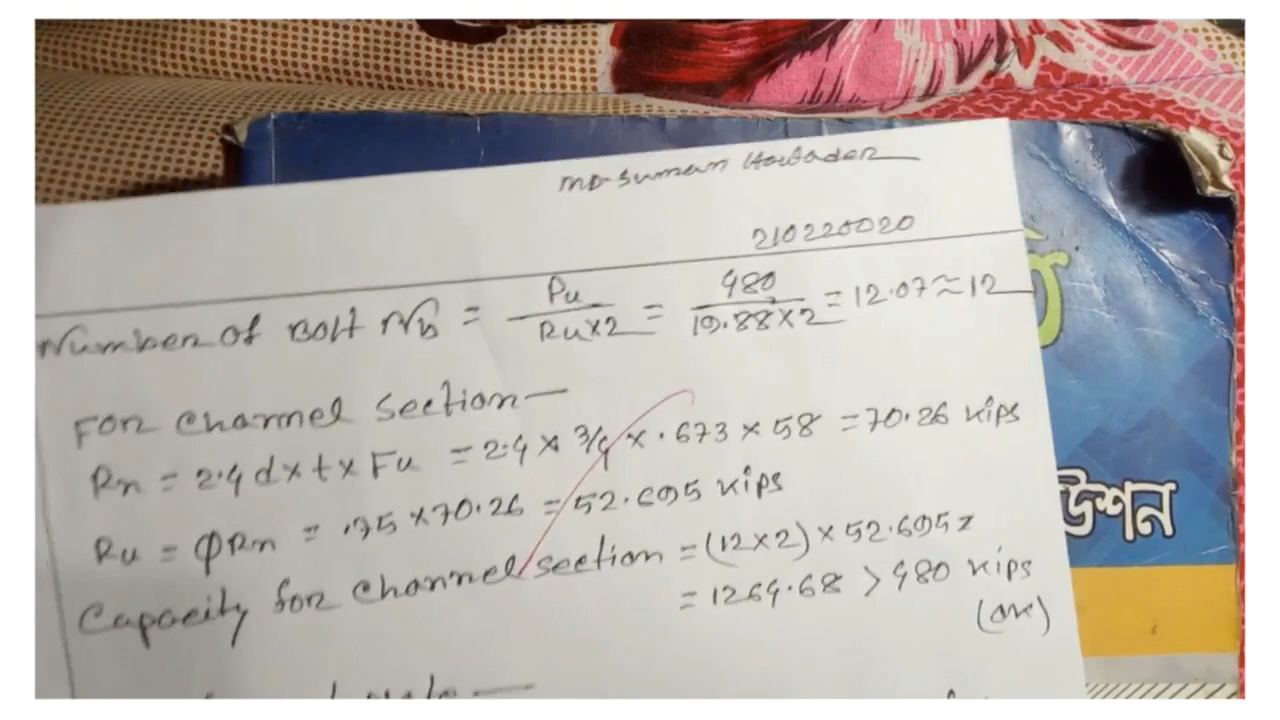 MD. Suman Howlader
210220020
Number of Bolt Nb = Pu / Ru×2 = 480 / 19.88×2 = 12.07 ≈ 12
For channel section—
Rn = 2.4 d×t×Fu = 2.4 × 3/4 × .673 × 58 = 70.26 kips
Ru = φRn = .75 × 70.26 = 52.695 kips
Capacity for channel section = (12×2) × 52.695
= 1264.68 > 480 kips
(ok)
উশন